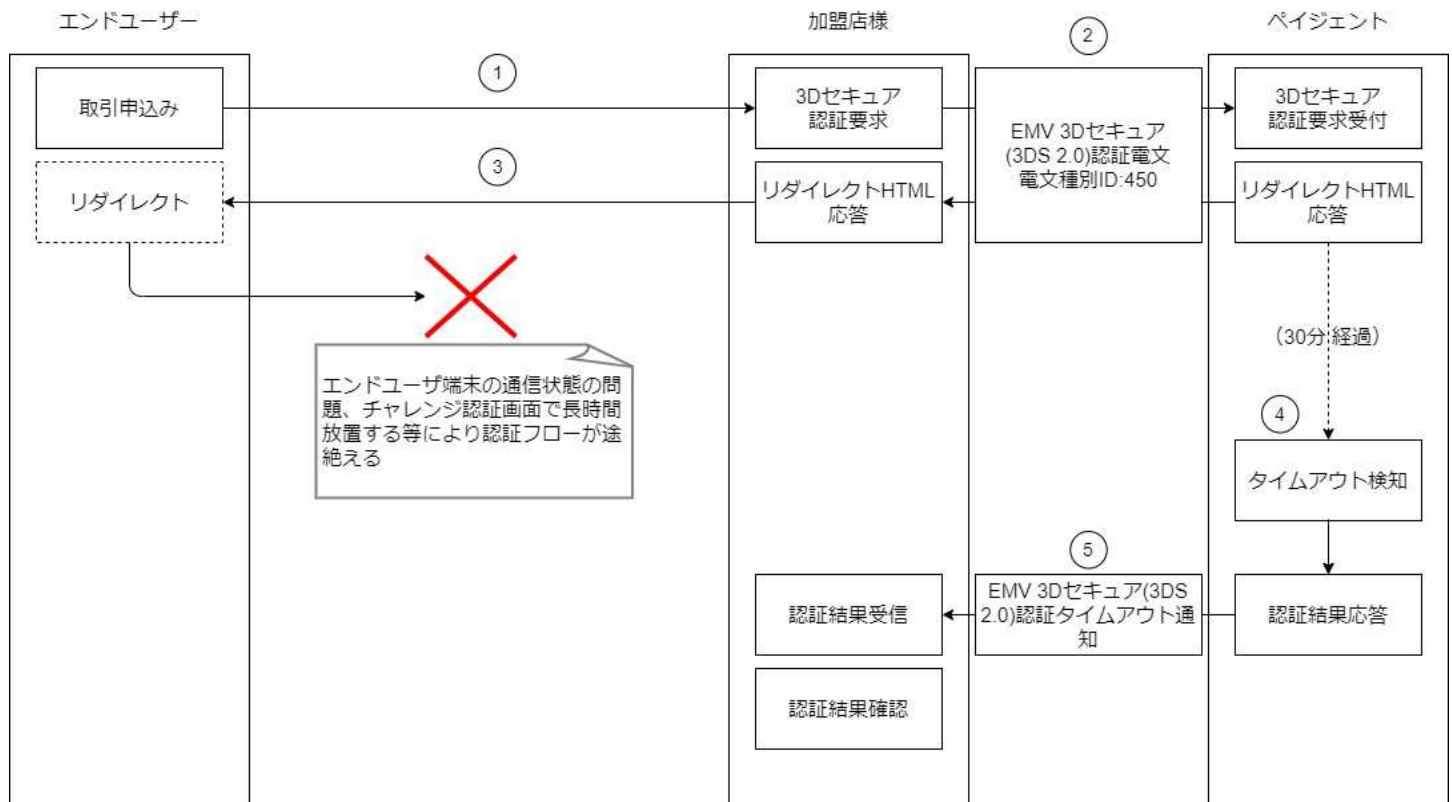 エンドユーザー
加盟店様
ペイジェント
①
②
取引申込み
3Dセキュア
認証要求
EMV 3Dセキュア
(3DS 2.0)認証電文
電文種別ID:450
3Dセキュア
認証要求受付
③
リダイレクト
リダイレクトHTML
応答
リダイレクトHTML
応答
エンドユーザ端末の通信状態の問
題、チャレンジ認証画面で長時間
放置する等により認証フローが途
絶える
（30分 経過）
④
タイムアウト検知
⑤
認証結果受信
EMV 3Dセキュア(3DS
2.0)認証タイムアウト通
知
認証結果応答
認証結果確認